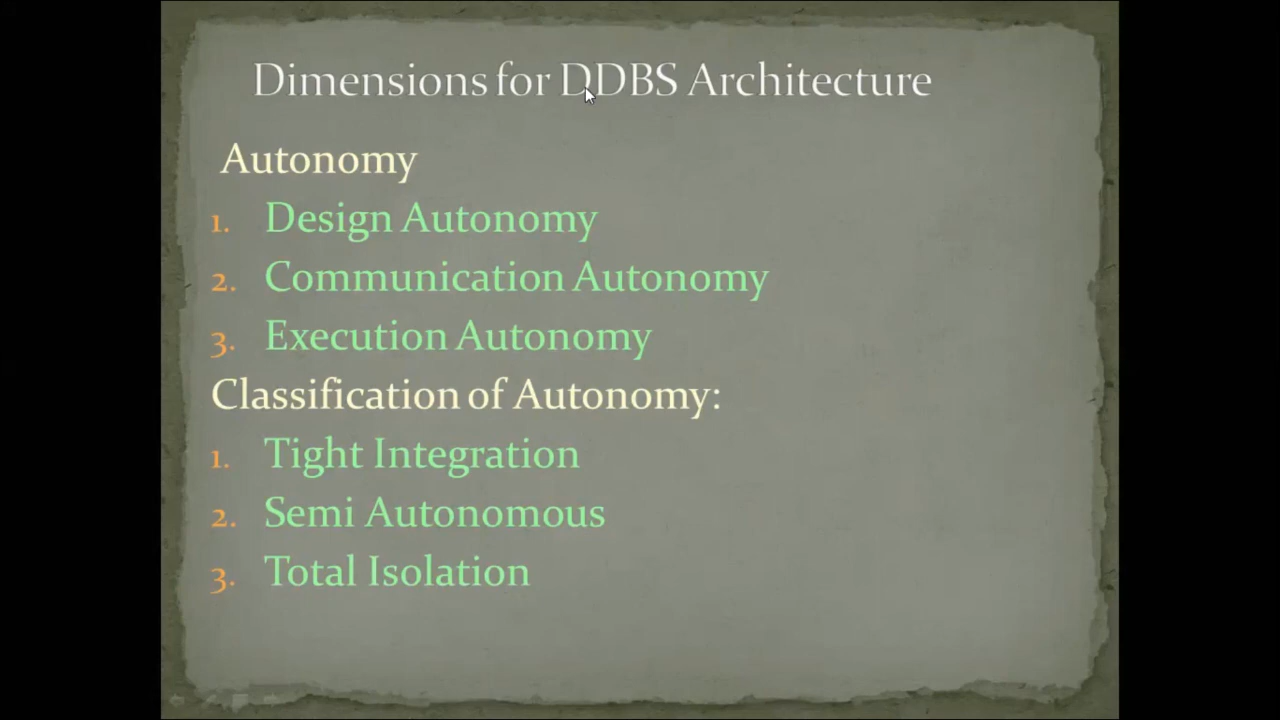 Dimensions for DDBS Architecture
Autonomy
1. Design Autonomy
2. Communication Autonomy
3. Execution Autonomy
Classification of Autonomy:
1. Tight Integration
2. Semi Autonomous
3. Total Isolation